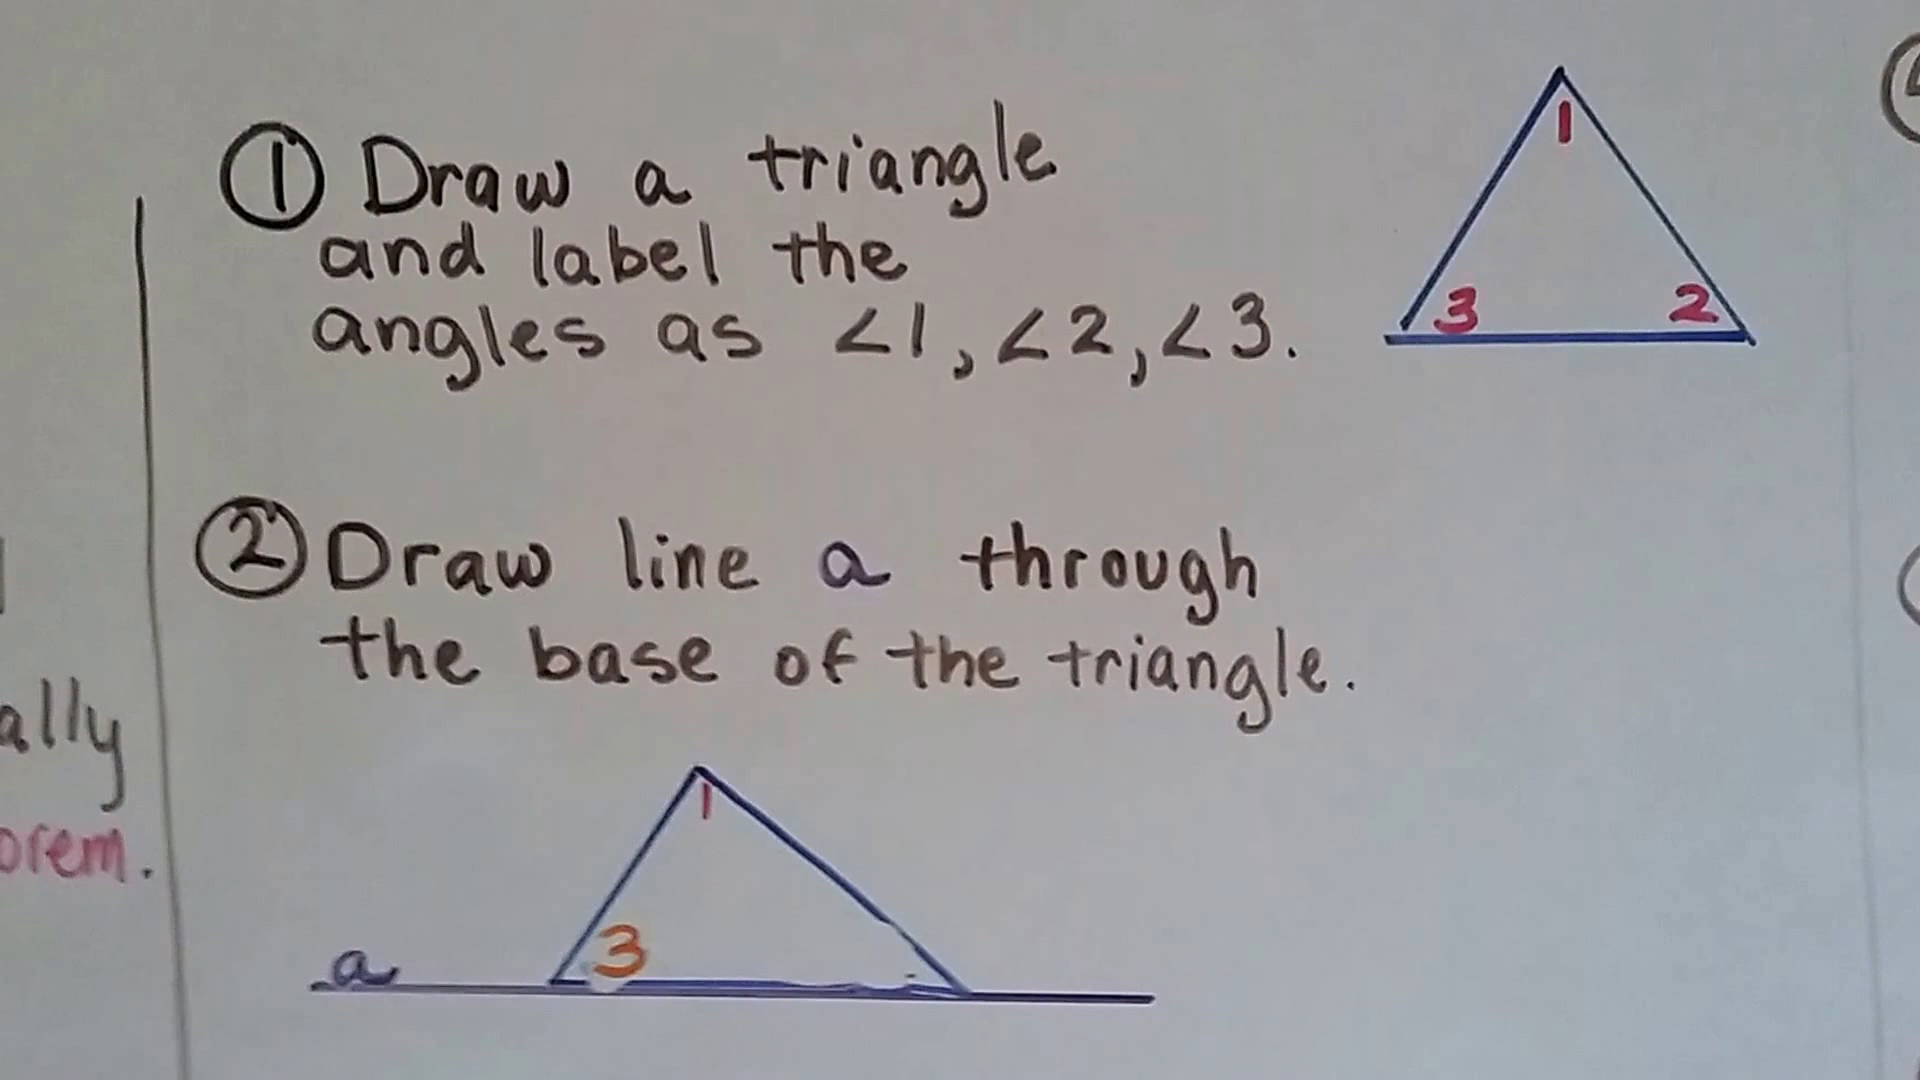 ① Draw a triangle
and label the
angles as ∠1, ∠2, ∠3.
1
3 2
② Draw line a through
the base of the triangle.
ally
orem.
1
3
a